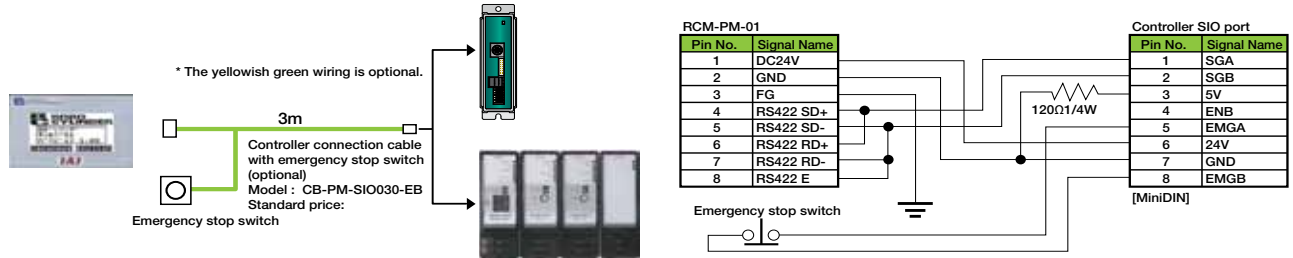 * The yellowish green wiring is optional.
3m
Controller connection cable
with emergency stop switch
(optional)
Model : CB-PM-SIO030-EB
Standard price:
Emergency stop switch
IAI
RCM-PM-01
Pin No. Signal Name
1 DC24V
2 GND
3 FG
4 RS422 SD+
5 RS422 SD-
6 RS422 RD+
7 RS422 RD-
8 RS422 E
120Ω1/4W
Controller SIO port
Pin No. Signal Name
1 SGA
2 SGB
3 5V
4 ENB
5 EMGA
6 24V
7 GND
8 EMGB
[MiniDIN]
Emergency stop switch